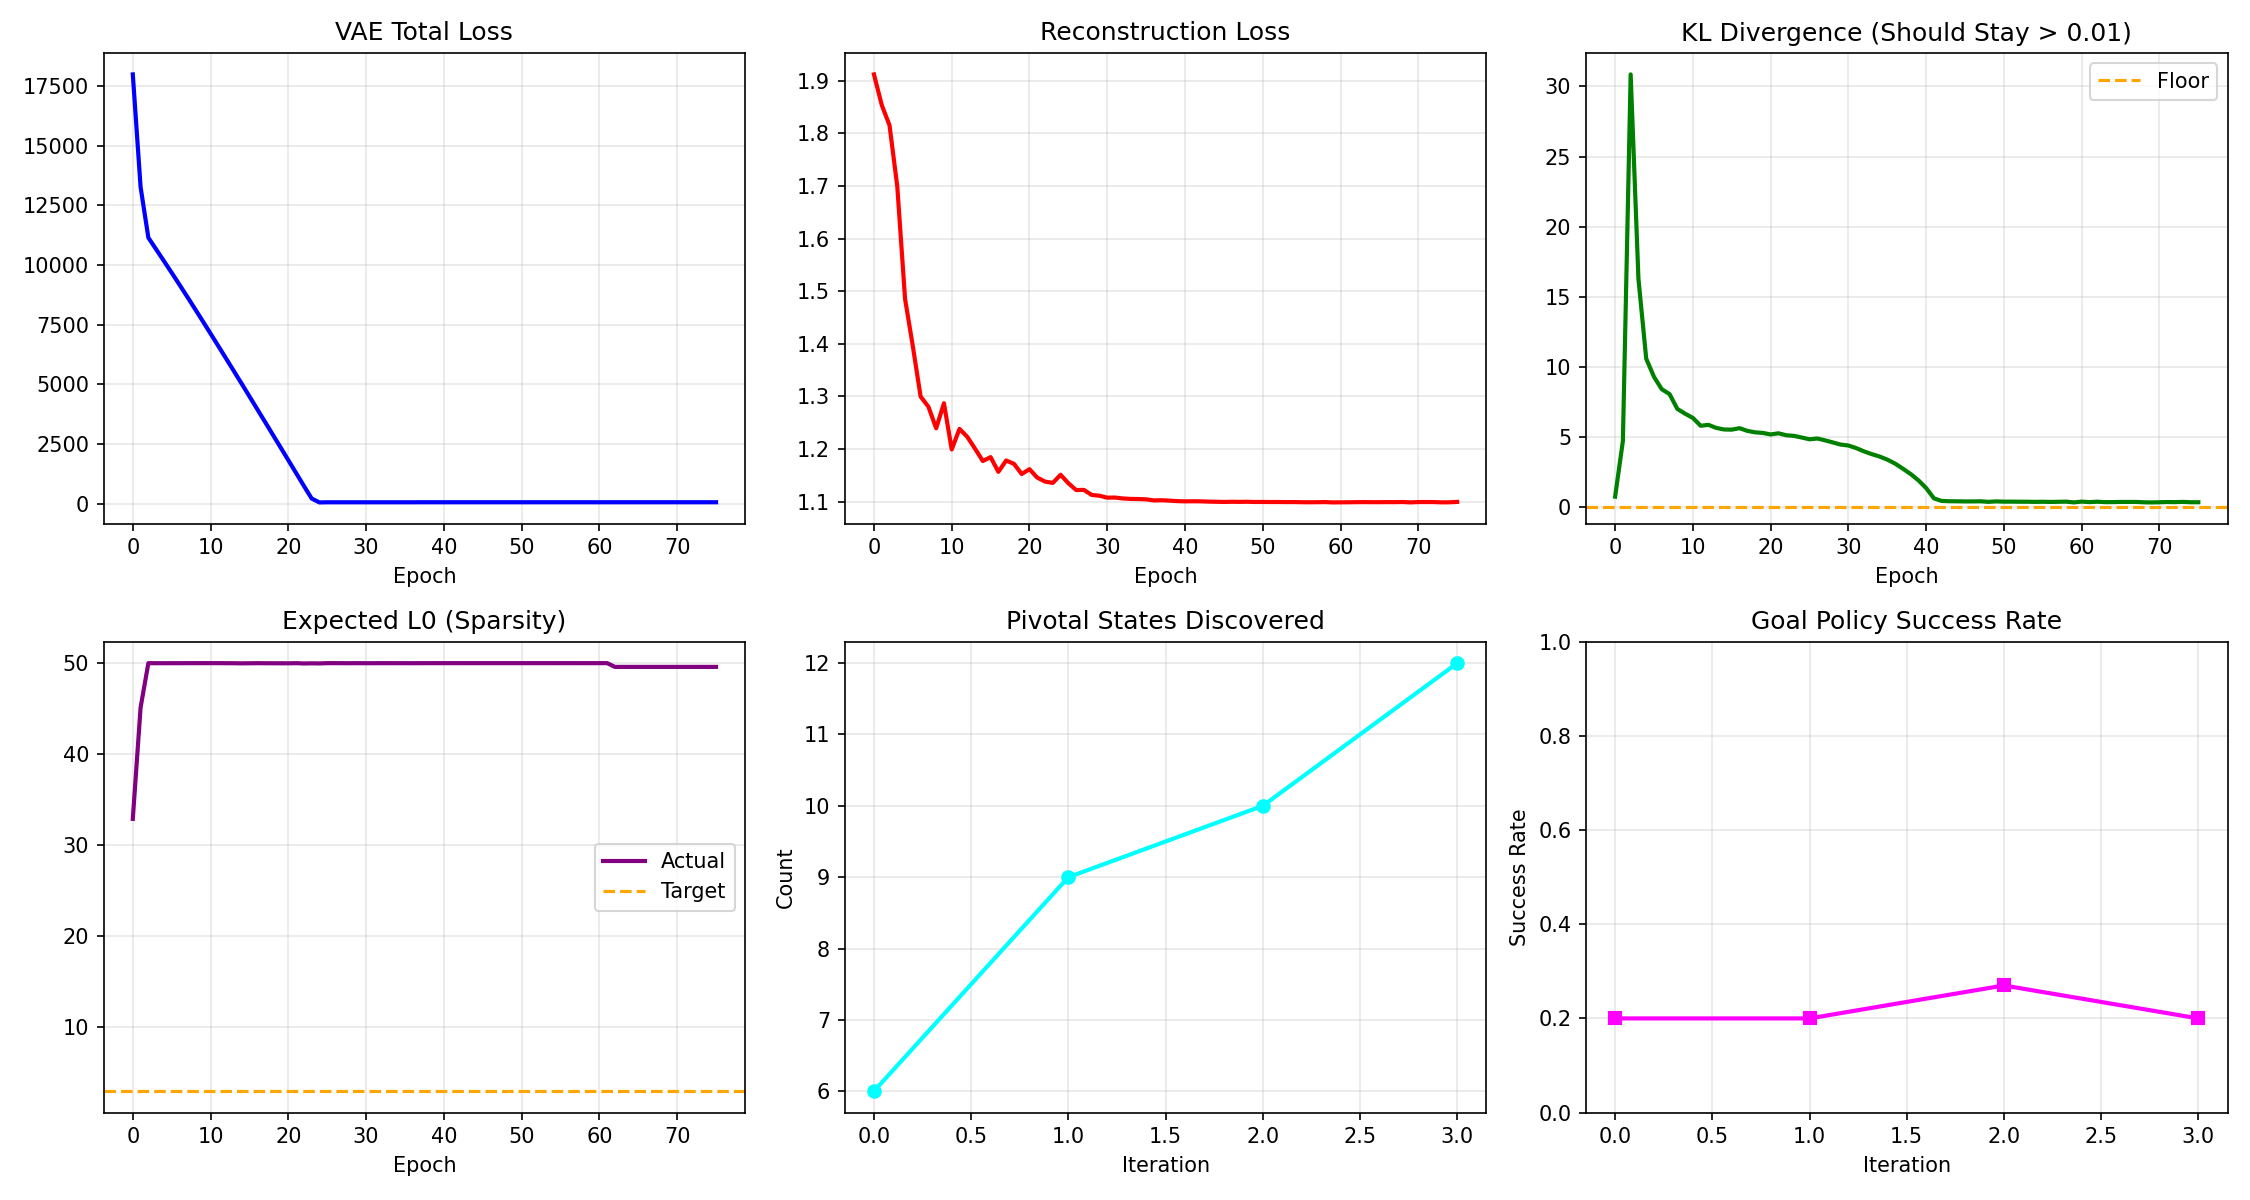 VAE Total Loss
17500
15000
12500
10000
7500
5000
2500
0
0 10 20 30 40 50 60 70
Epoch
Reconstruction Loss
1.9
1.8
1.7
1.6
1.5
1.4
1.3
1.2
1.1
0 10 20 30 40 50 60 70
Epoch
KL Divergence (Should Stay > 0.01)
Floor
30
25
20
15
10
5
0
0 10 20 30 40 50 60 70
Epoch
Expected L0 (Sparsity)
50
40
30
20
10
Actual
Target
0 10 20 30 40 50 60 70
Epoch
Pivotal States Discovered
Count
12
11
10
9
8
7
6
0.0 0.5 1.0 1.5 2.0 2.5 3.0
Iteration
Goal Policy Success Rate
Success Rate
1.0
0.8
0.6
0.4
0.2
0.0
0.0 0.5 1.0 1.5 2.0 2.5 3.0
Iteration